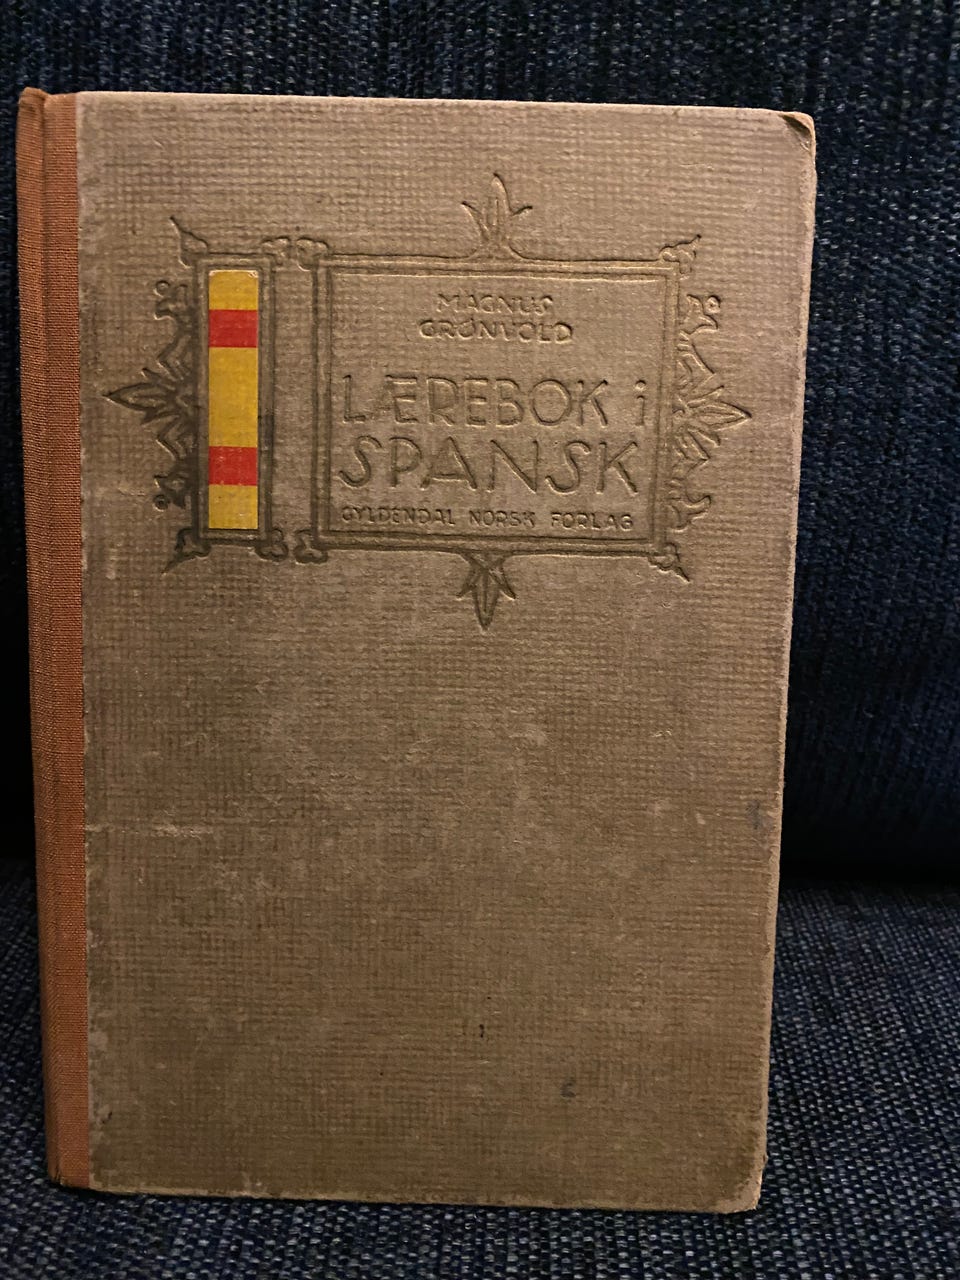 MAGNUS
GRØNVOLD
LÆREBOK i
SPANSK
GYLDENDAL NORSK FORLAG